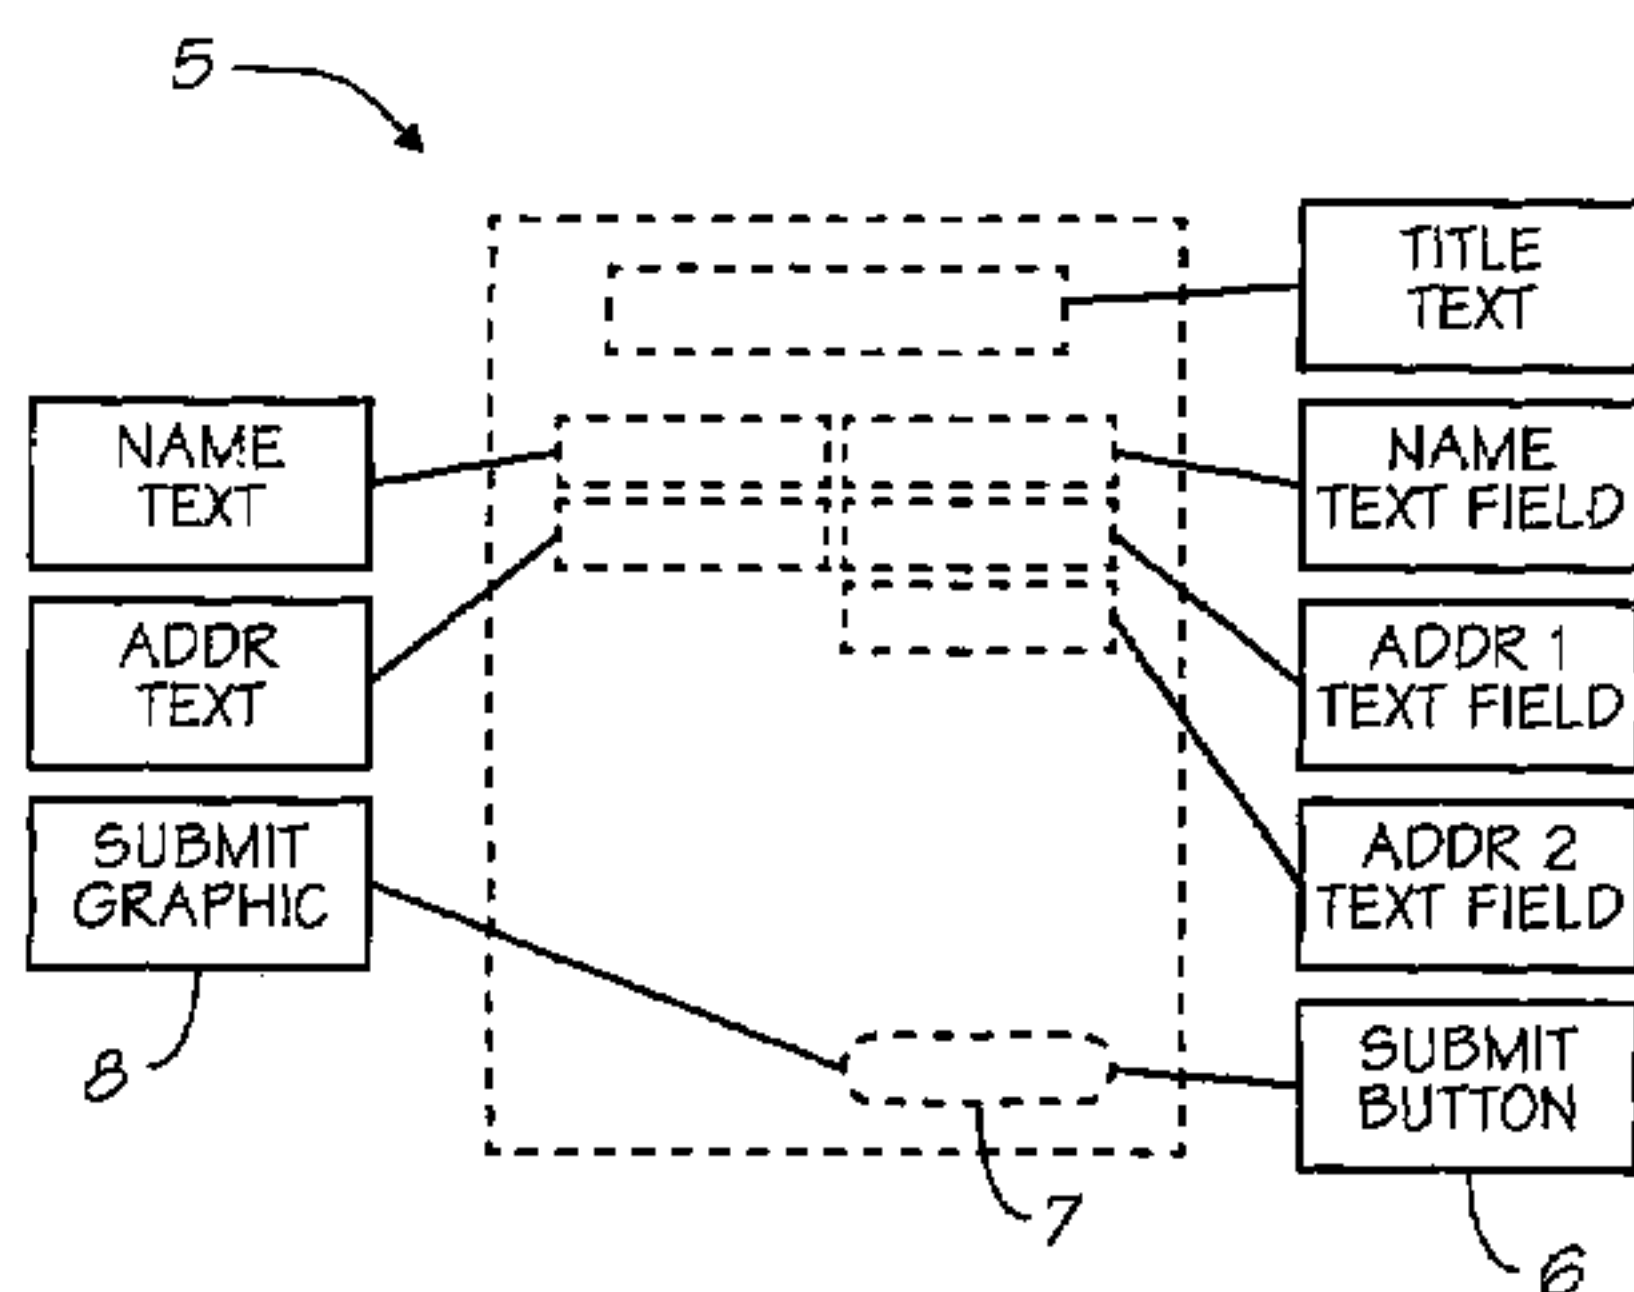 5
TITLE
TEXT
NAME
TEXT
NAME
TEXT FIELD
ADDR
TEXT
ADDR 1
TEXT FIELD
SUBMIT
GRAPHIC
ADDR 2
TEXT FIELD
8
SUBMIT
BUTTON
7
6